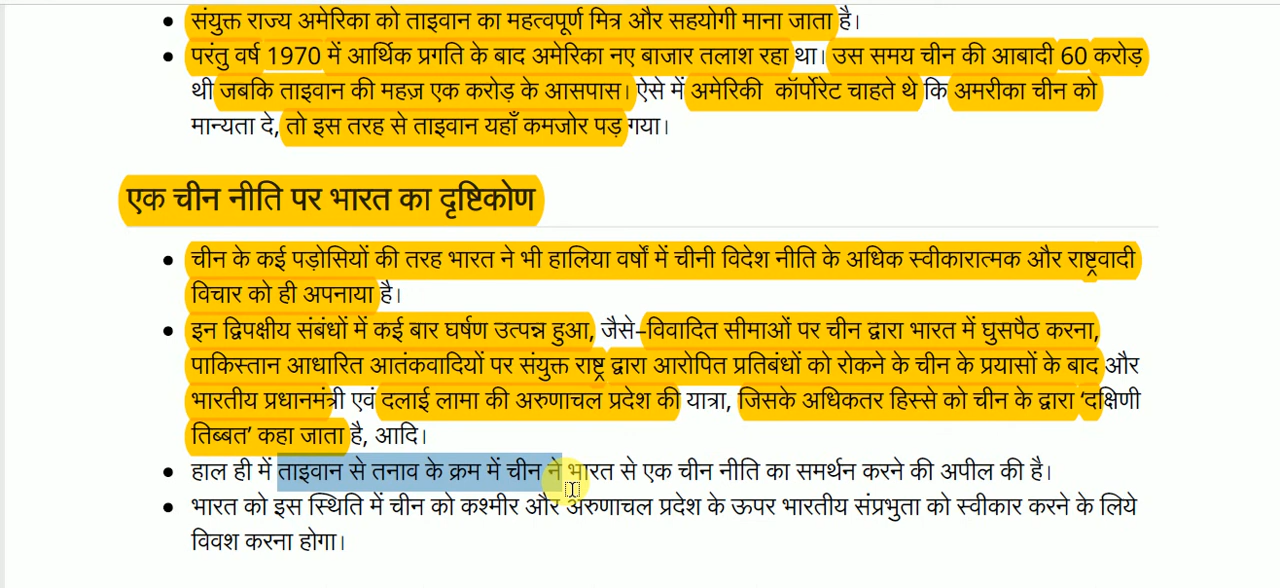 संयुक्त राज्य अमेरिका को ताइवान का महत्वपूर्ण मित्र और सहयोगी माना जाता है।
परंतु वर्ष 1970 में आर्थिक प्रगति के बाद अमेरिका नए बाजार तलाश रहा था। उस समय चीन की आबादी 60 करोड़
थी जबकि ताइवान की महज़ एक करोड़ के आसपास। ऐसे में अमेरिकी कॉर्पोरेट चाहते थे कि अमरीका चीन को
मान्यता दे, तो इस तरह से ताइवान यहाँ कमजोर पड़ गया।
एक चीन नीति पर भारत का दृष्टिकोण
चीन के कई पड़ोसियों की तरह भारत ने भी हालिया वर्षों में चीनी विदेश नीति के अधिक स्वीकारात्मक और राष्ट्रवादी
विचार को ही अपनाया है।
इन द्विपक्षीय संबंधों में कई बार घर्षण उत्पन्न हुआ, जैसे–विवादित सीमाओं पर चीन द्वारा भारत में घुसपैठ करना,
पाकिस्तान आधारित आतंकवादियों पर संयुक्त राष्ट्र द्वारा आरोपित प्रतिबंधों को रोकने के चीन के प्रयासों के बाद और
भारतीय प्रधानमंत्री एवं दलाई लामा की अरुणाचल प्रदेश की यात्रा, जिसके अधिकतर हिस्से को चीन के द्वारा ‘दक्षिणी
तिब्बत’ कहा जाता है, आदि।
हाल ही में ताइवान से तनाव के क्रम में चीन ने भारत से एक चीन नीति का समर्थन करने की अपील की है।
भारत को इस स्थिति में चीन को कश्मीर और अरुणाचल प्रदेश के ऊपर भारतीय संप्रभुता को स्वीकार करने के लिये
विवश करना होगा।